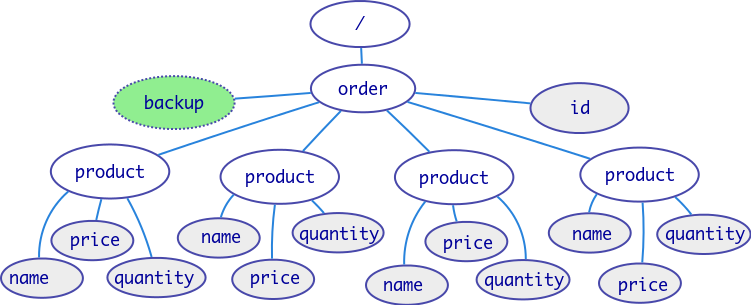 /
order
backup
id
product
product
product
product
name
price
quantity
name
price
quantity
name
price
quantity
name
price
quantity